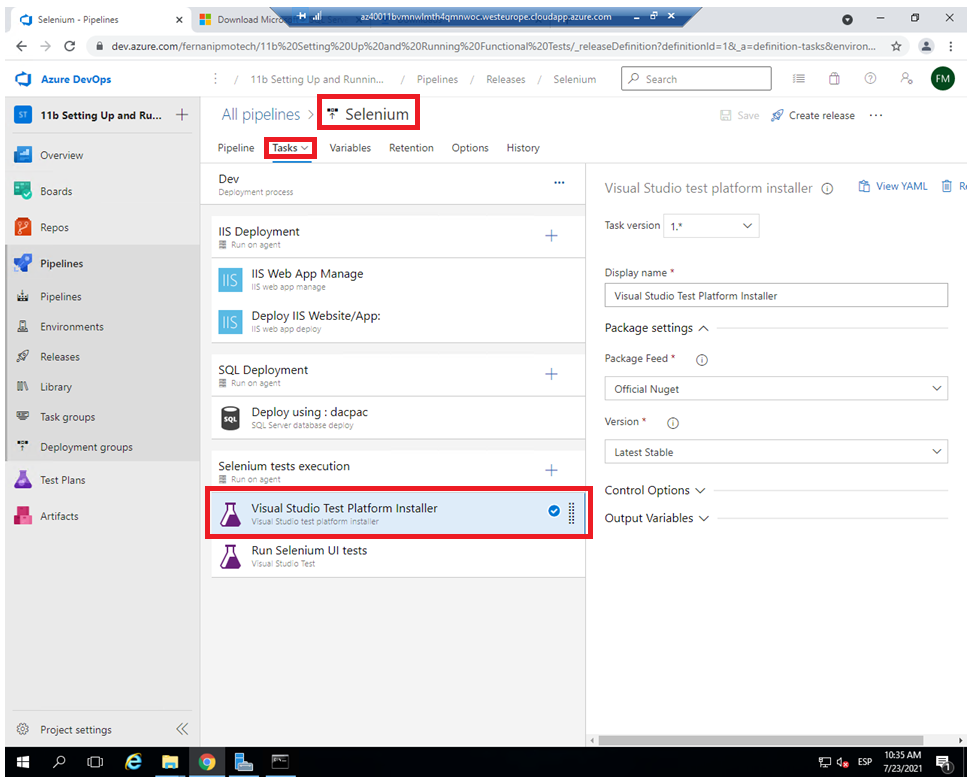 Selenium - Pipelines
Download Micros
az40011bvmnwlmth4qmnwoc.westeurope.cloudapp.azure.com
dev.azure.com/fernanipmotech/11b%20Setting%20Up%20and%20Running%20Functional%20Tests/_releaseDefinition?definitionId=1&_a=definition-tasks&environ...
Azure DevOps
/ 11b Setting Up and Runnin... / Pipelines / Releases / Selenium
Search
FM
ST
11b Setting Up and Ru...
Overview
Boards
Repos
Pipelines
Pipelines
Environments
Releases
Library
Task groups
Deployment groups
Test Plans
Artifacts
Project settings
All pipelines > Selenium
Save
Create release
Pipeline
Tasks
Variables
Retention
Options
History
Dev
Deployment process
IIS Deployment
Run on agent
IIS
IIS Web App Manage
IIS web app manage
IIS
Deploy IIS Website/App:
IIS web app deploy
SQL Deployment
Run on agent
SQL
Deploy using : dacpac
SQL Server database deploy
Selenium tests execution
Run on agent
Visual Studio Test Platform Installer
Visual Studio test platform installer
Run Selenium UI tests
Visual Studio Test
Visual Studio test platform installer
View YAML
Re
Task version
1.*
Display name *
Visual Studio Test Platform Installer
Package settings
Package Feed *
Official Nuget
Version *
Latest Stable
Control Options
Output Variables
ESP
10:35 AM
7/23/2021
1